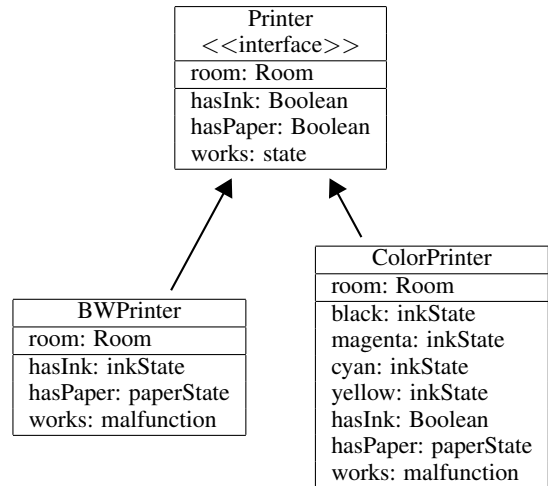 Printer
<<interface>>
room: Room
hasInk: Boolean
hasPaper: Boolean
works: state
BWPrinter
room: Room
hasInk: inkState
hasPaper: paperState
works: malfunction
ColorPrinter
room: Room
black: inkState
magenta: inkState
cyan: inkState
yellow: inkState
hasInk: Boolean
hasPaper: paperState
works: malfunction